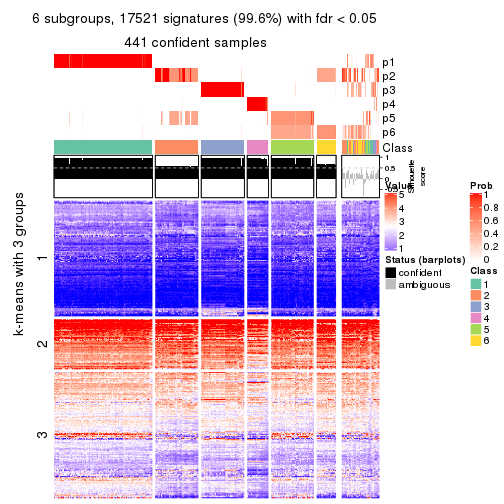 6 subgroups, 17521 signatures (99.6%) with fdr < 0.05
441 confident samples
p1
p2
p3
p4
p5
p6
Class
1
0.5
0
-0.5
Silhouette
score
k-means with 3 groups
1
2
3
Value
5
4
3
2
1
Status (barplots)
confident
ambiguous
Prob
1
0.8
0.6
0.4
0.2
0
Class
1
2
3
4
5
6